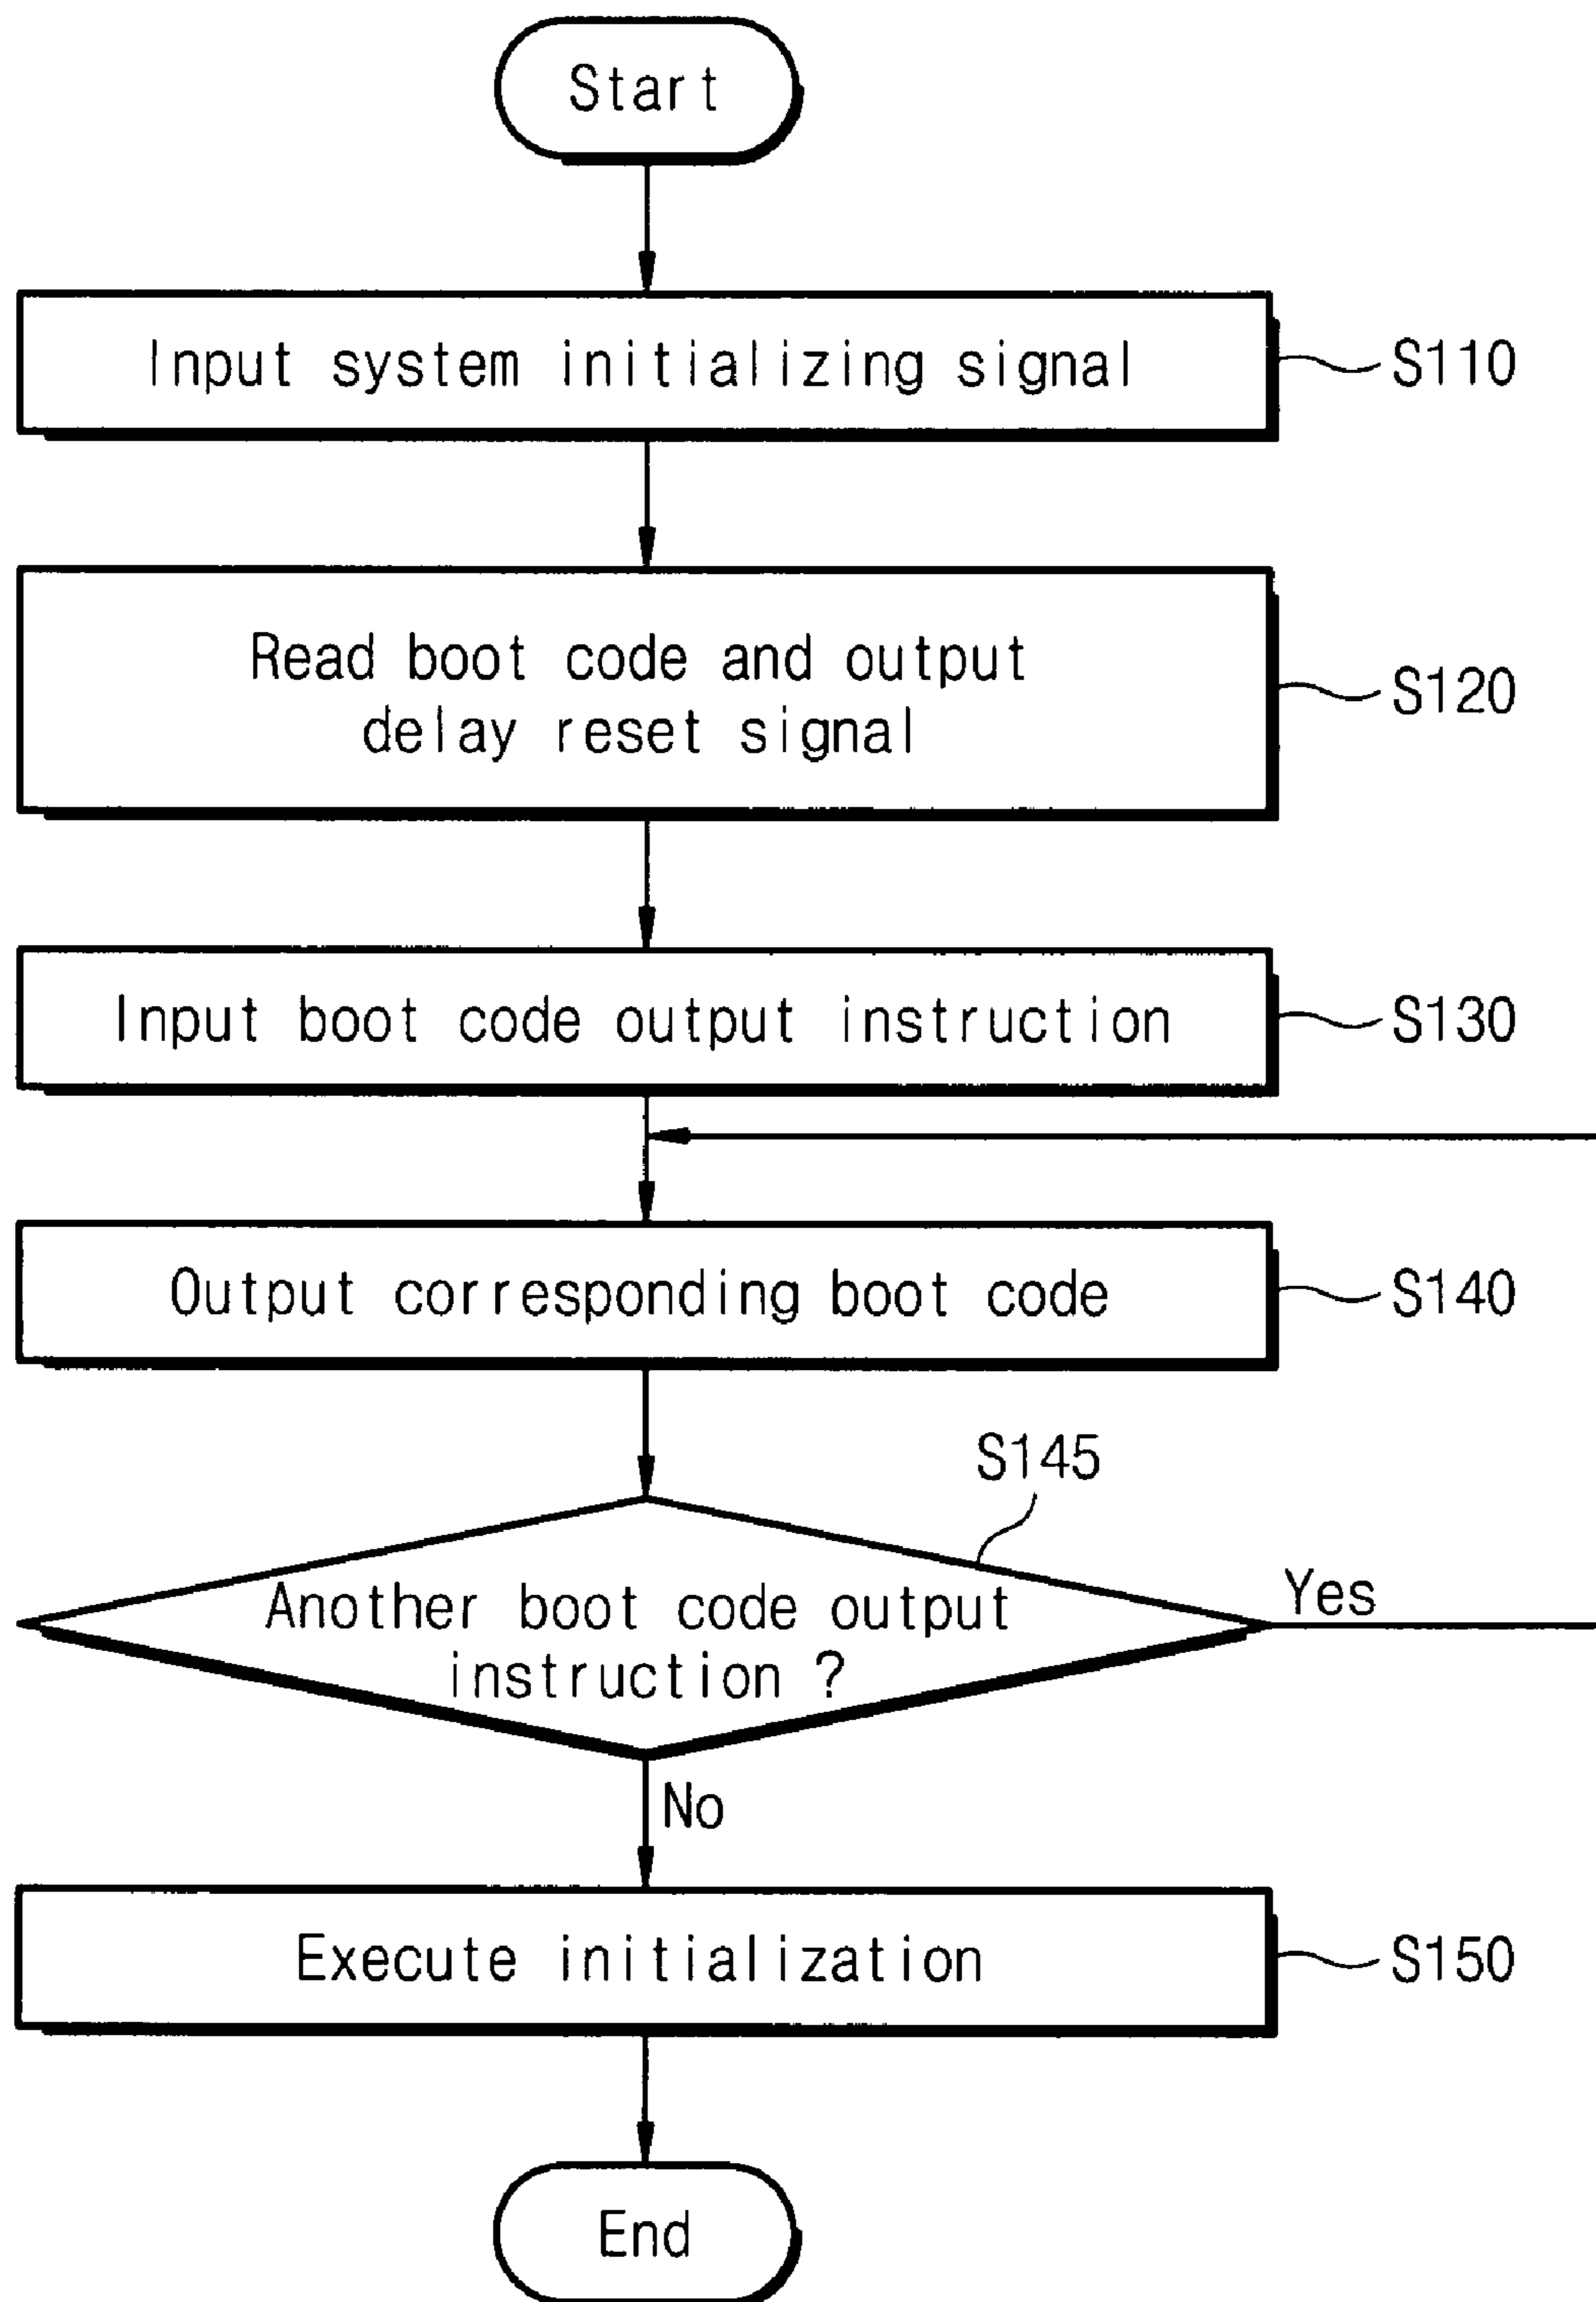 Start
Input system initializing signal
S110
Read boot code and output
delay reset signal
S120
Input boot code output instruction
S130
Output corresponding boot code
S140
S145
Another boot code output
instruction ?
Yes
No
Execute initialization
S150
End